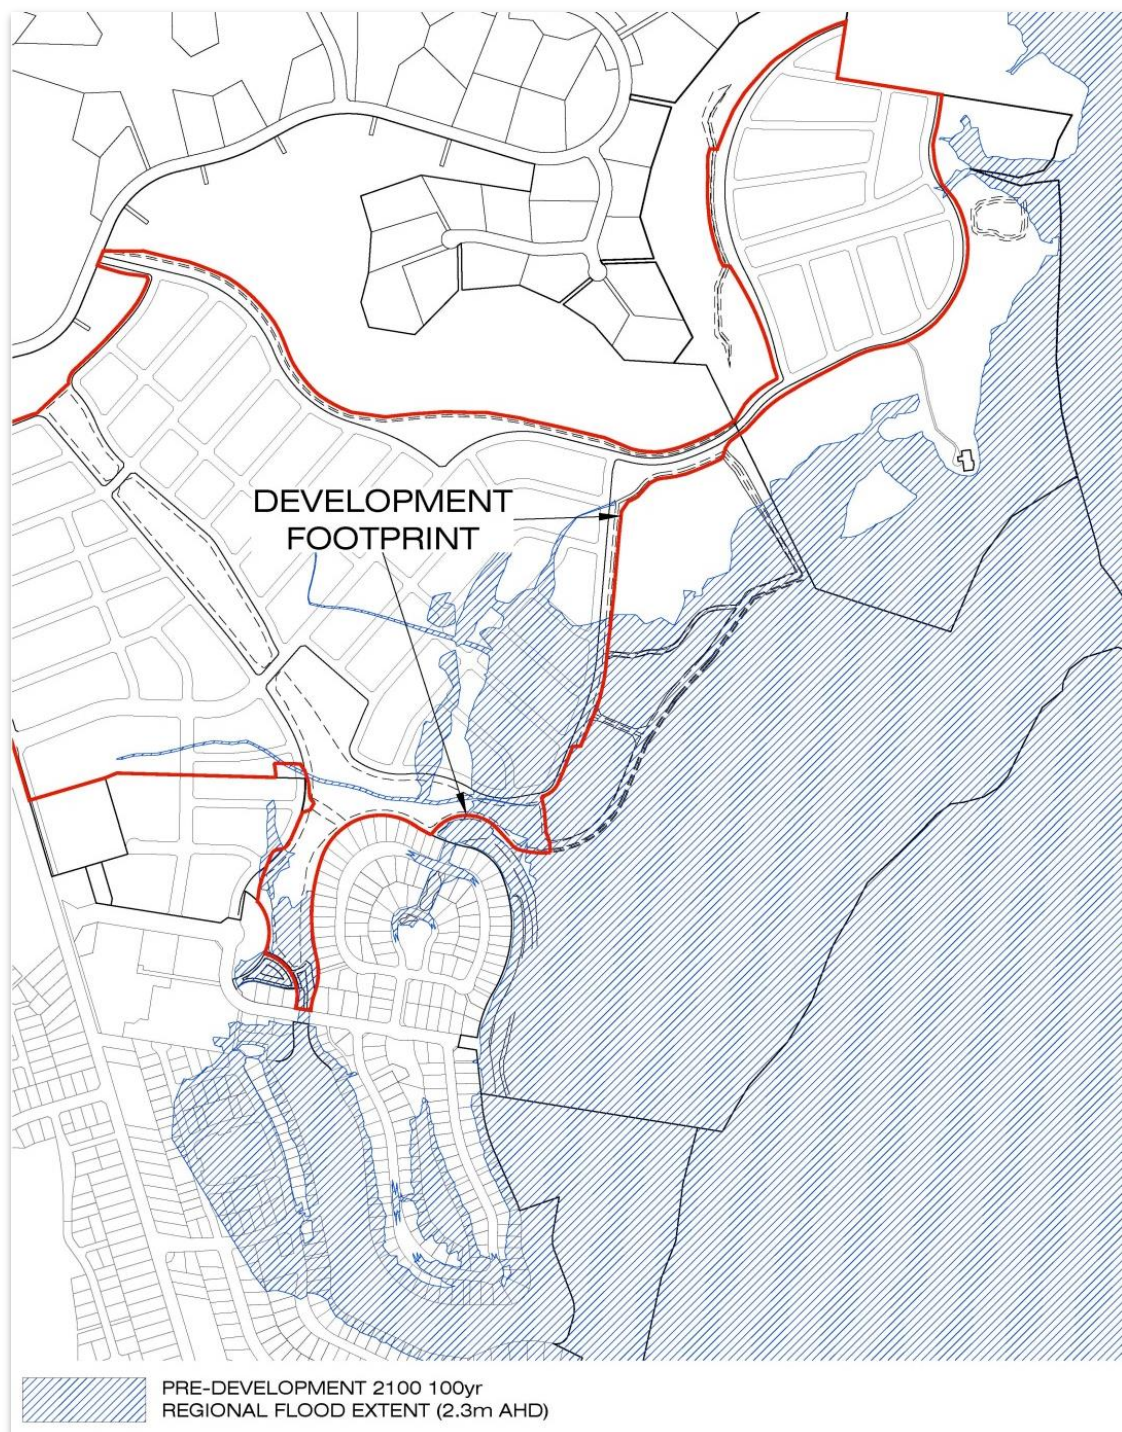 DEVELOPMENT
FOOTPRINT
PRE-DEVELOPMENT 2100 100yr
REGIONAL FLOOD EXTENT (2.3m AHD)